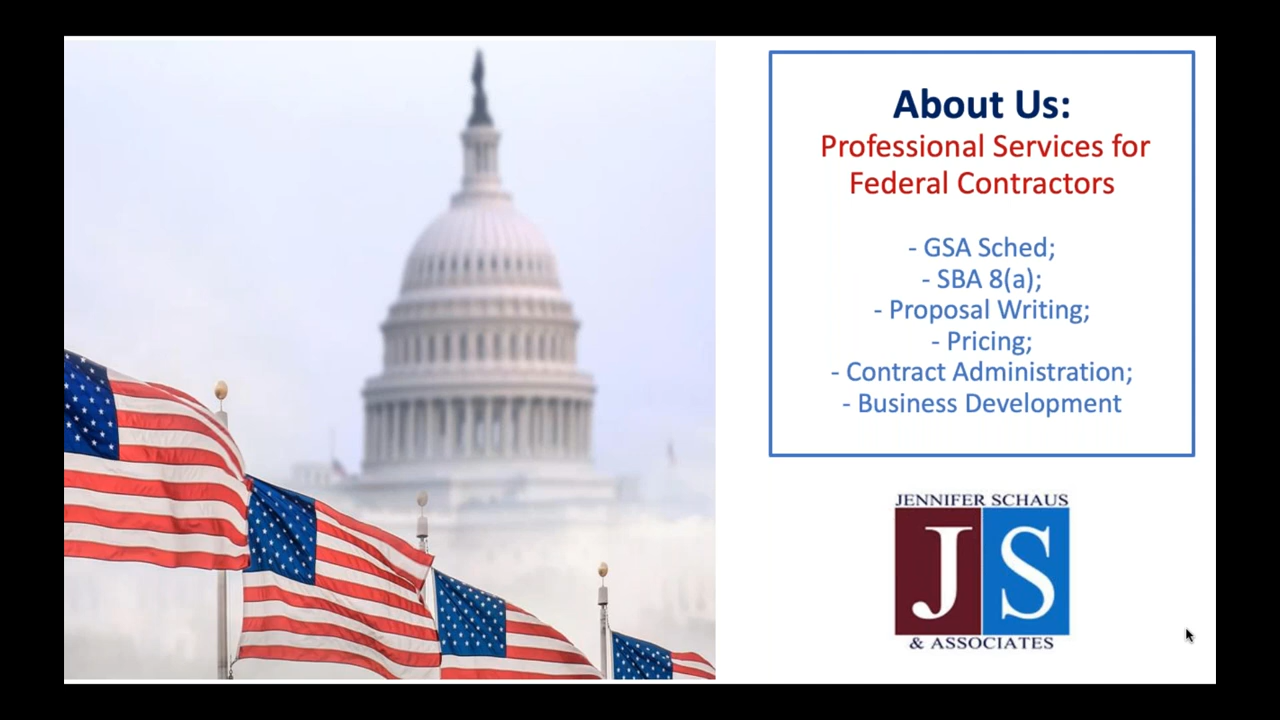 About Us:
Professional Services for
Federal Contractors
- GSA Sched;
- SBA 8(a);
- Proposal Writing;
- Pricing;
- Contract Administration;
- Business Development
JENNIFER SCHAUS
JS
& ASSOCIATES